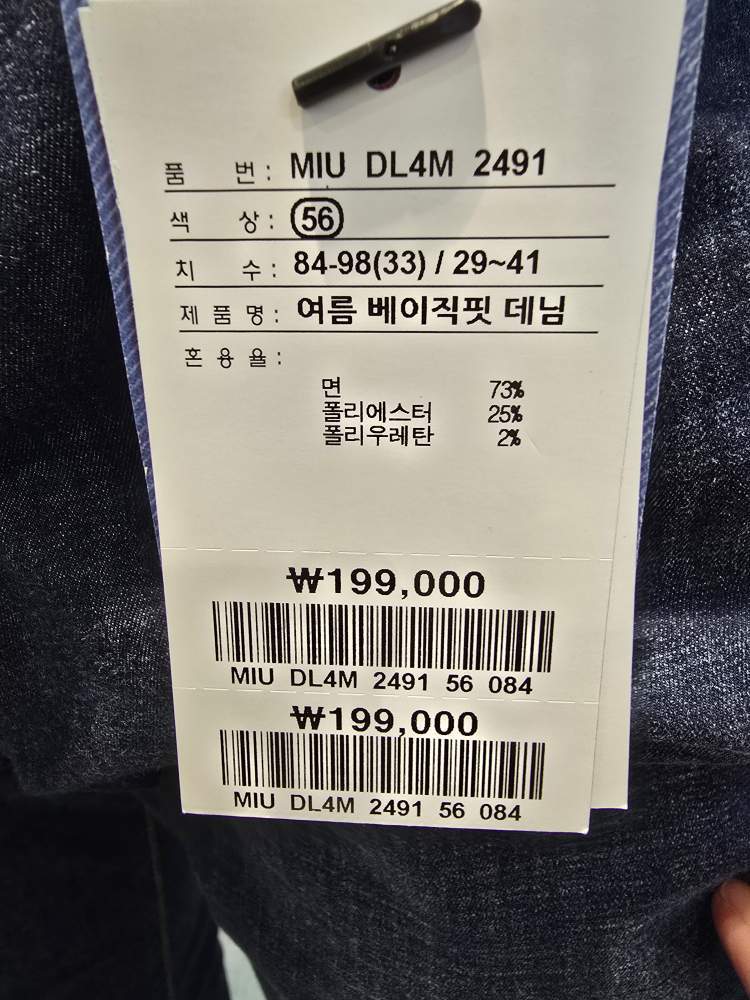 품 번 : MIU DL4M 2491
색 상 : 56
치 수 : 84-98(33) / 29~41
제 품 명 : 여름 베이직핏 데님
혼 용 율 :
면 73%
폴리에스터 25%
폴리우레탄 2%
₩199,000
MIU DL4M 2491 56 084
₩199,000
MIU DL4M 2491 56 084